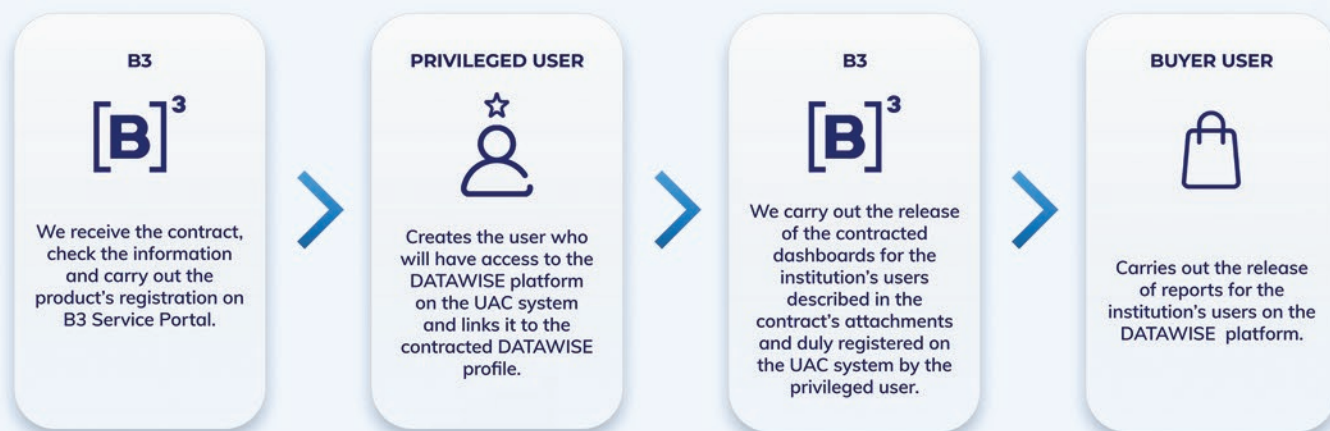 B3
[B]³
We receive the contract,
check the information
and carry out the
product's registration on
B3 Service Portal.
PRIVILEGED USER
Creates the user who
will have access to the
DATAWISE platform
on the UAC system
and links it to the
contracted DATAWISE
profile.
B3
[B]³
We carry out the release
of the contracted
dashboards for the
institution's users
described in the
contract's attachments
and duly registered on
the UAC system by the
privileged user.
BUYER USER
Carries out the release
of reports for the
institution's users on the
DATAWISE platform.